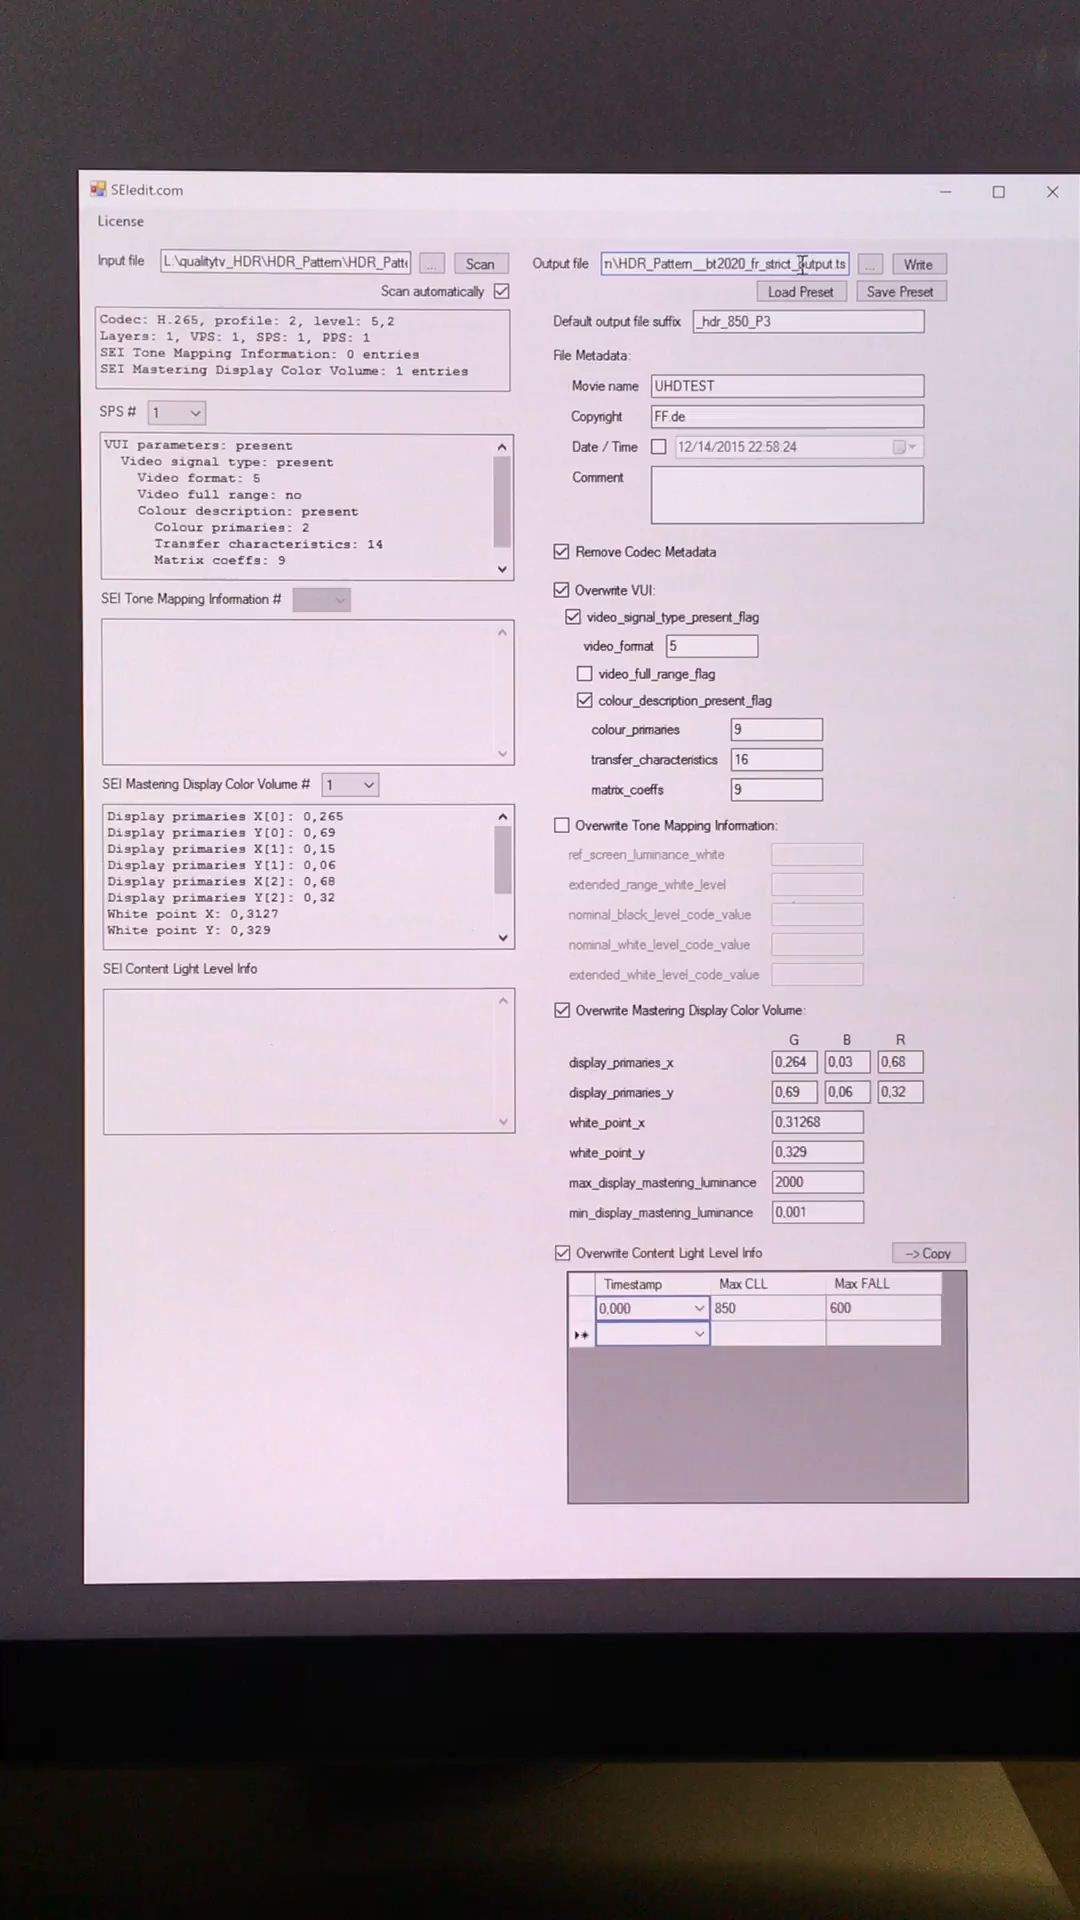 SEIedit.com
License
Input file L:\qualitytv_HDR\HDR_Pattern\HDR_Patte ... Scan
Scan automatically
Codec: H.265, profile: 2, level: 5,2
Layers: 1, VPS: 1, SPS: 1, PPS: 1
SEI Tone Mapping Information: 0 entries
SEI Mastering Display Color Volume: 1 entries
SPS # 1
VUI parameters: present
Video signal type: present
Video format: 5
Video full range: no
Colour description: present
Colour primaries: 2
Transfer characteristics: 14
Matrix coeffs: 9
SEI Tone Mapping Information #
SEI Mastering Display Color Volume # 1
Display primaries X[0]: 0,265
Display primaries Y[0]: 0,69
Display primaries X[1]: 0,15
Display primaries Y[1]: 0,06
Display primaries X[2]: 0,68
Display primaries Y[2]: 0,32
White point X: 0,3127
White point Y: 0,329
SEI Content Light Level Info
Output file n\HDR_Pattern__bt2020_fr_strict_output.ts ... Write
Load Preset Save Preset
Default output file suffix _hdr_850_P3
File Metadata:
Movie name UHDTEST
Copyright FF.de
Date / Time 12/14/2015 22:58:24
Comment
Remove Codec Metadata
Overwrite VUI:
video_signal_type_present_flag
video_format 5
video_full_range_flag
colour_description_present_flag
colour_primaries 9
transfer_characteristics 16
matrix_coeffs 9
Overwrite Tone Mapping Information:
ref_screen_luminance_white
extended_range_white_level
nominal_black_level_code_value
nominal_white_level_code_value
extended_white_level_code_value
Overwrite Mastering Display Color Volume:
G B R
display_primaries_x 0,264 0,03 0,68
display_primaries_y 0,69 0,06 0,32
white_point_x 0,31268
white_point_y 0,329
max_display_mastering_luminance 2000
min_display_mastering_luminance 0,001
Overwrite Content Light Level Info --> Copy
Timestamp Max CLL Max FALL
0,000 850 600